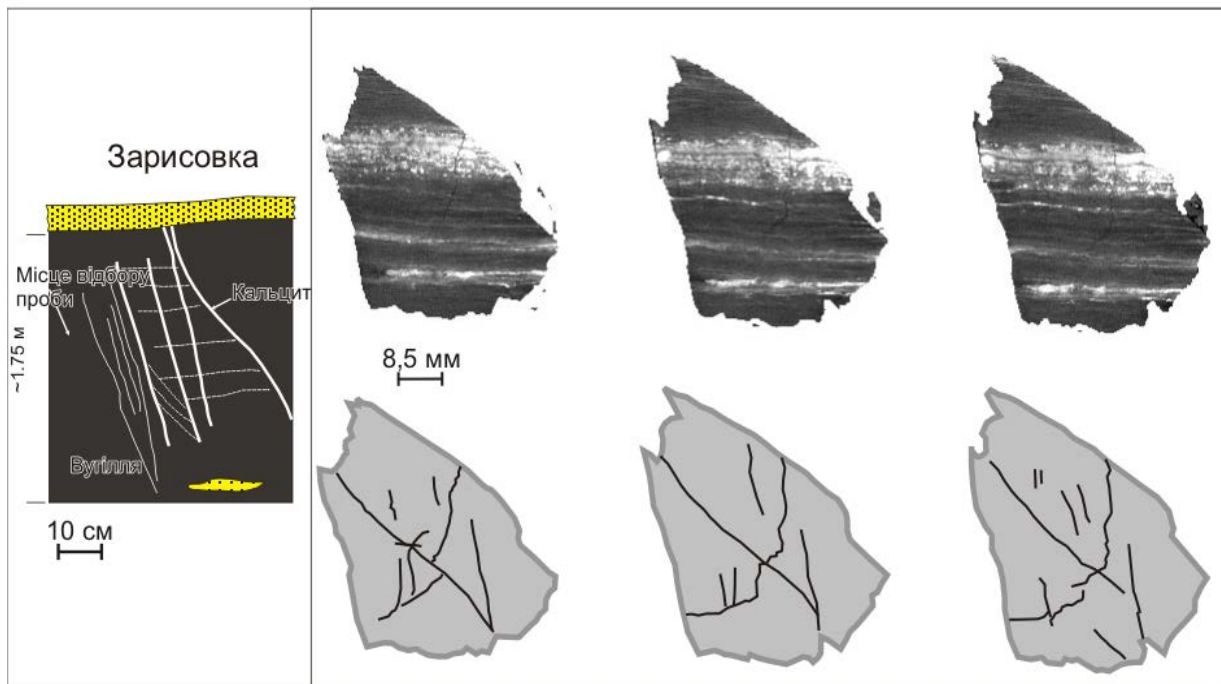 Зарисовка
Місце відбору
проби
Кальцит
~1.75 м
Вугілля
10 см
8,5 мм